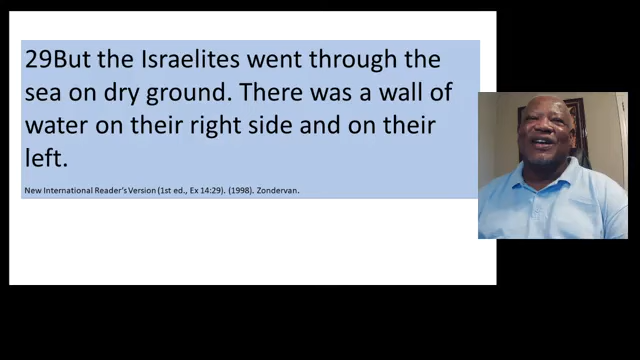 29But the Israelites went through the
sea on dry ground. There was a wall of
water on their right side and on their
left.
New International Reader's Version (1st ed., Ex 14:29). (1998). Zondervan.